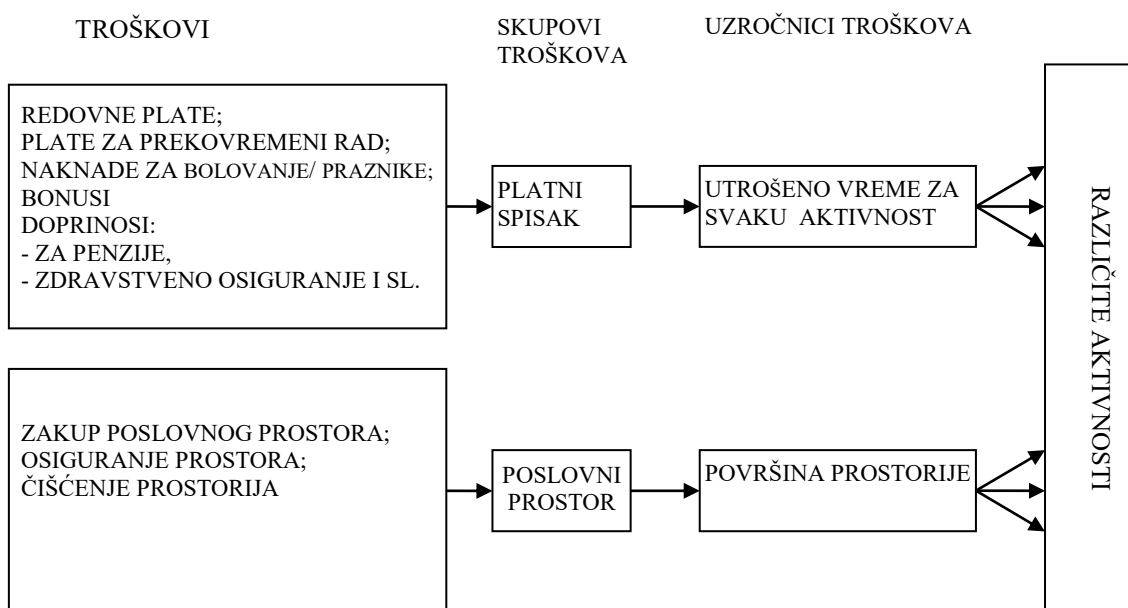 TROŠKOVI
SKUPOVI
TROŠKOVA
UZROČNICI TROŠKOVA
REDOVNE PLATE;
PLATE ZA PREKOVREMENI RAD;
NAKNADE ZA BOLOVANJE/ PRAZNIKE;
BONUSI
DOPRINOSI:
- ZA PENZIJE,
- ZDRAVSTVENO OSIGURANJE I SL.
PLATNI
SPISAK
UTROŠENO VREME ZA
SVAKU AKTIVNOST
ZAKUP POSLOVNOG PROSTORA;
OSIGURANJE PROSTORA;
ČIŠĆENJE PROSTORIJA
POSLOVNI
PROSTOR
POVRŠINA PROSTORIJE
RAZLIČITE AKTIVNOSTI